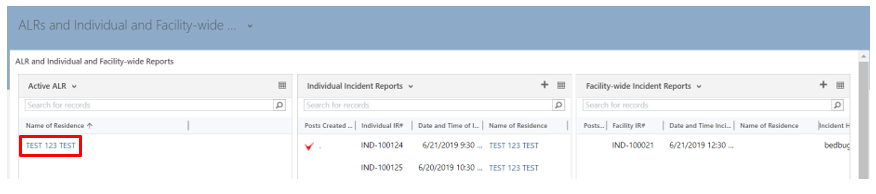 ALRs and Individual and Facility-wide ...
ALR and Individual and Facility-wide Reports
Active ALR
Search for records
Name of Residence
TEST 123 TEST
Individual Incident Reports
Search for records
Posts Created ... Individual IR# Date and Time of I... Name of Residence
. IND-100124 6/21/2019 9:30 ... TEST 123 TEST
IND-100125 6/20/2019 10:30 ... TEST 123 TEST
Facility-wide Incident Reports
Search for records
Posts... Facility IR# Date and Time Inci... Name of Residence Incident H
IND-100021 6/21/2019 12:30 ... bedbug